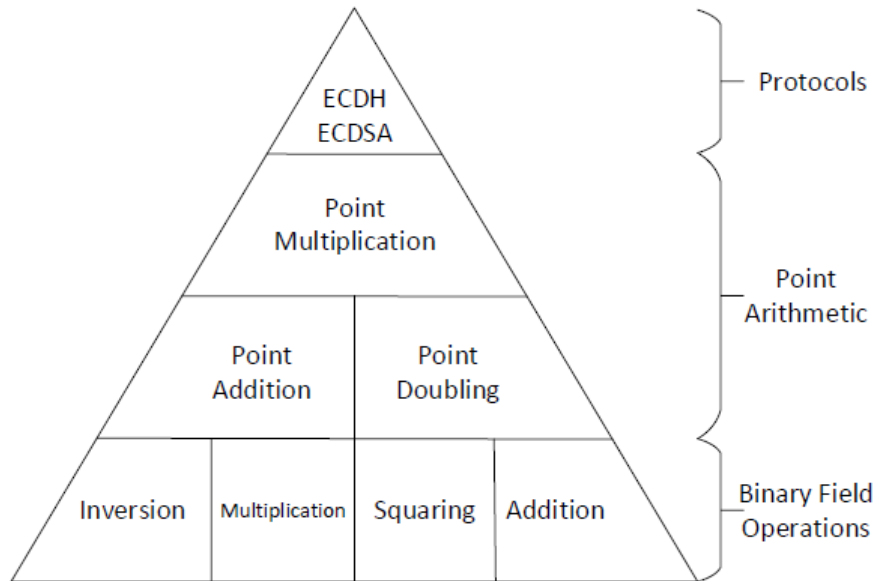 ECDH
ECDSA
Protocols
Point
Multiplication
Point
Arithmetic
Point
Addition
Point
Doubling
Inversion
Multiplication
Squaring
Addition
Binary Field
Operations